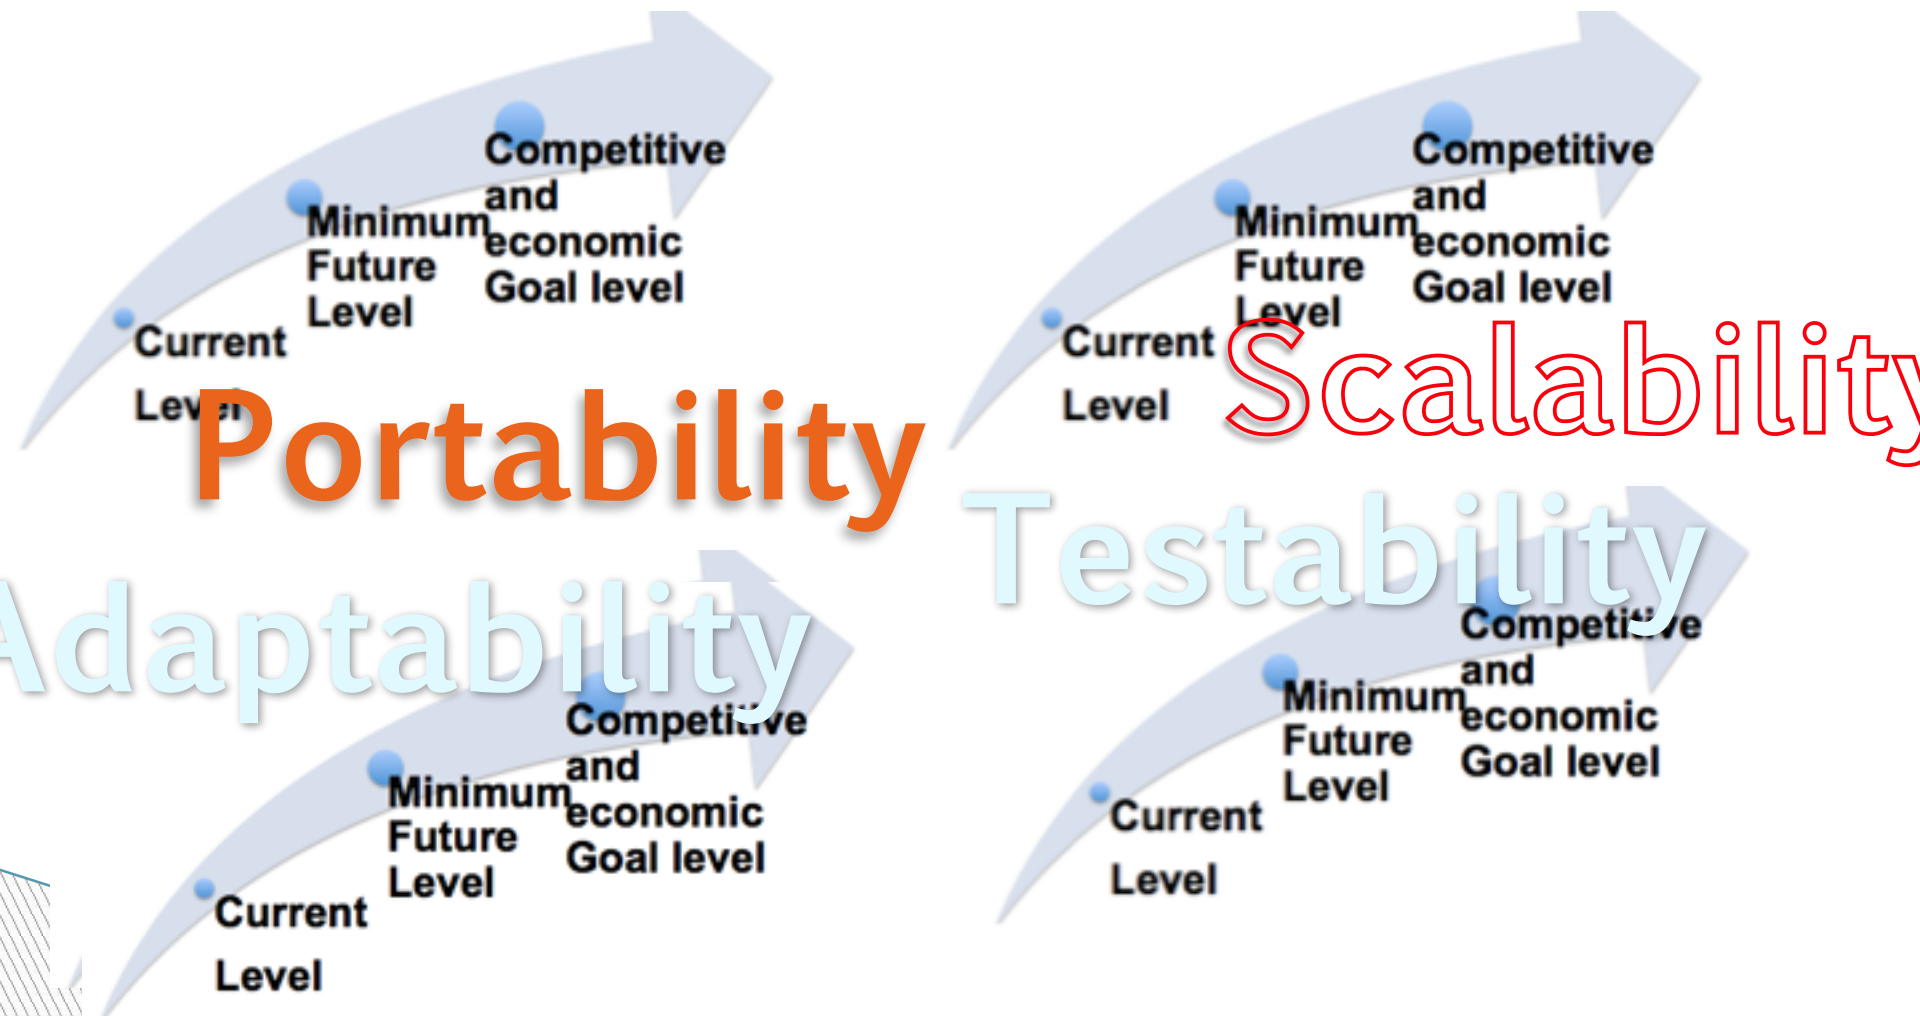 Competitive
and
economic
Goal level
Minimum
Future
Level
Current
Level
Portability
Competitive
and
economic
Goal level
Minimum
Future
Level
Current
Level
Scalability
Adaptability
Competitive
and
economic
Goal level
Minimum
Future
Level
Current
Level
Testability
Competitive
and
economic
Goal level
Minimum
Future
Level
Current
Level